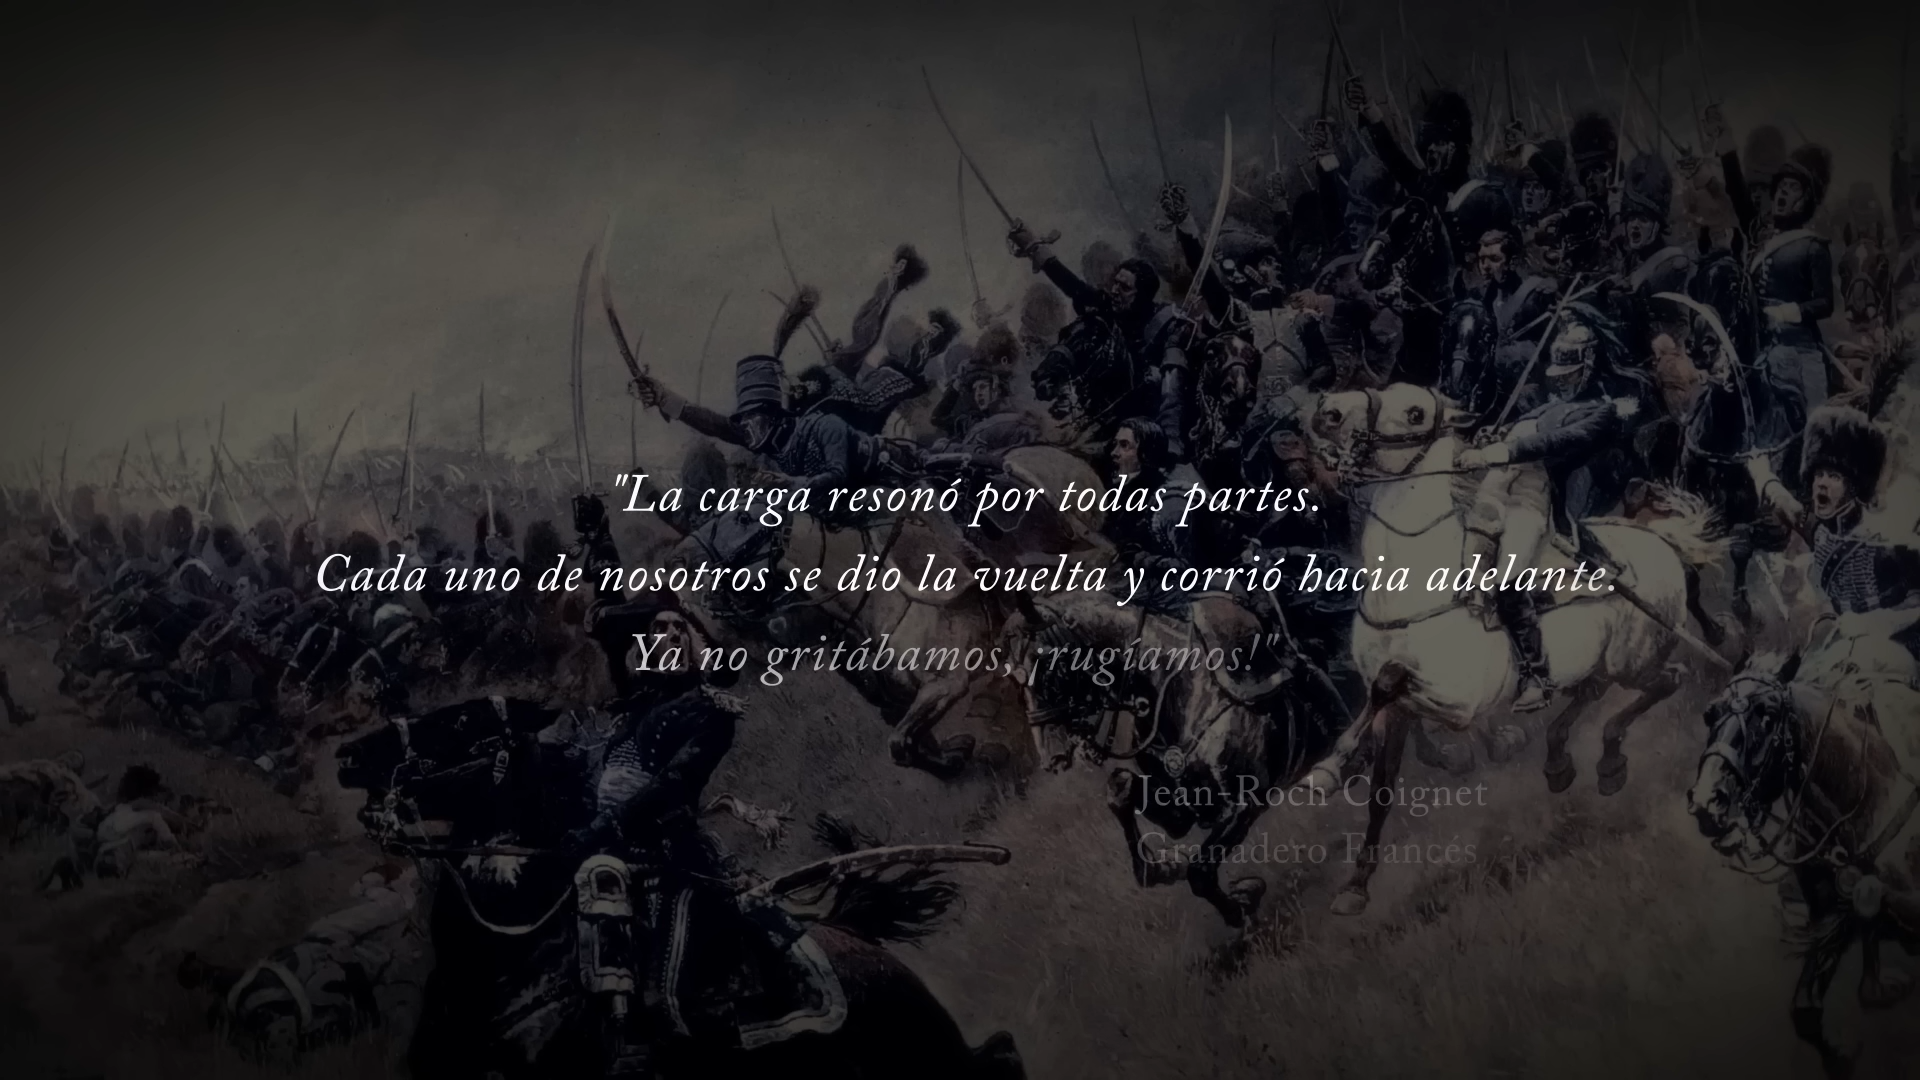 "La carga resonó por todas partes.
Cada uno de nosotros se dio la vuelta y corrió hacia adelante.
Ya no gritábamos, ¡rugíamos!"
Jean-Roch Coignet
Granadero Francés